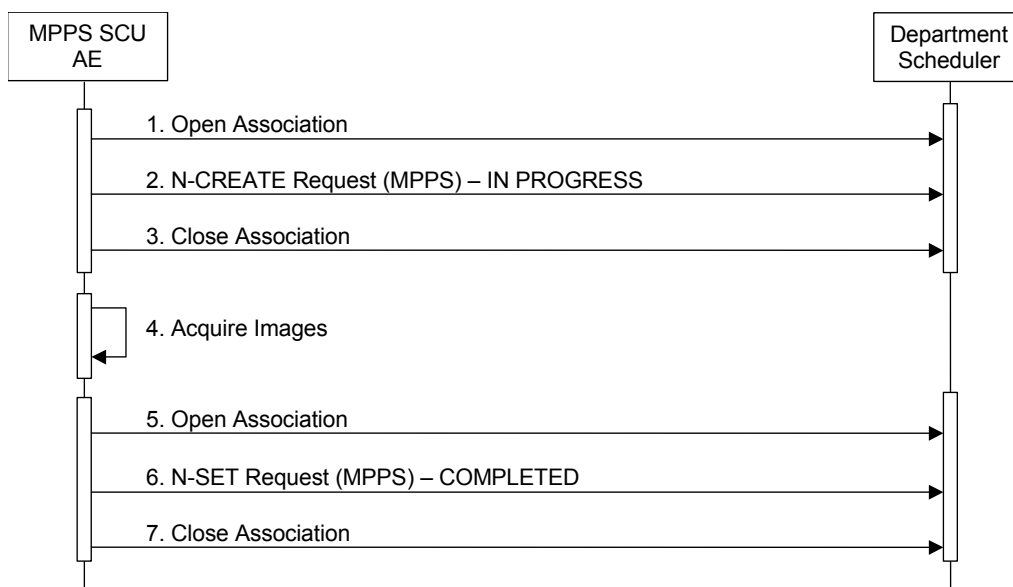 MPPS SCU
AE
Department
Scheduler
1. Open Association
2. N-CREATE Request (MPPS) – IN PROGRESS
3. Close Association
4. Acquire Images
5. Open Association
6. N-SET Request (MPPS) – COMPLETED
7. Close Association